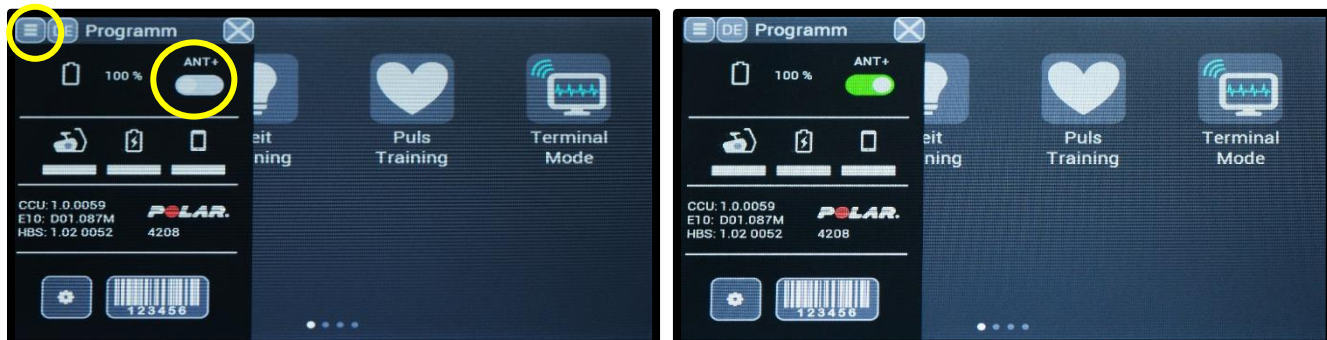 DE Programm
100 %
ANT+
eit
ning
Puls
Training
Terminal
Mode
CCU: 1.0.0059
E10: D01.087M
HBS: 1.02 0052
POLAR.
4208
123456
DE Programm
100 %
ANT+
eit
ning
Puls
Training
Terminal
Mode
CCU: 1.0.0059
E10: D01.087M
HBS: 1.02 0052
POLAR.
4208
123456